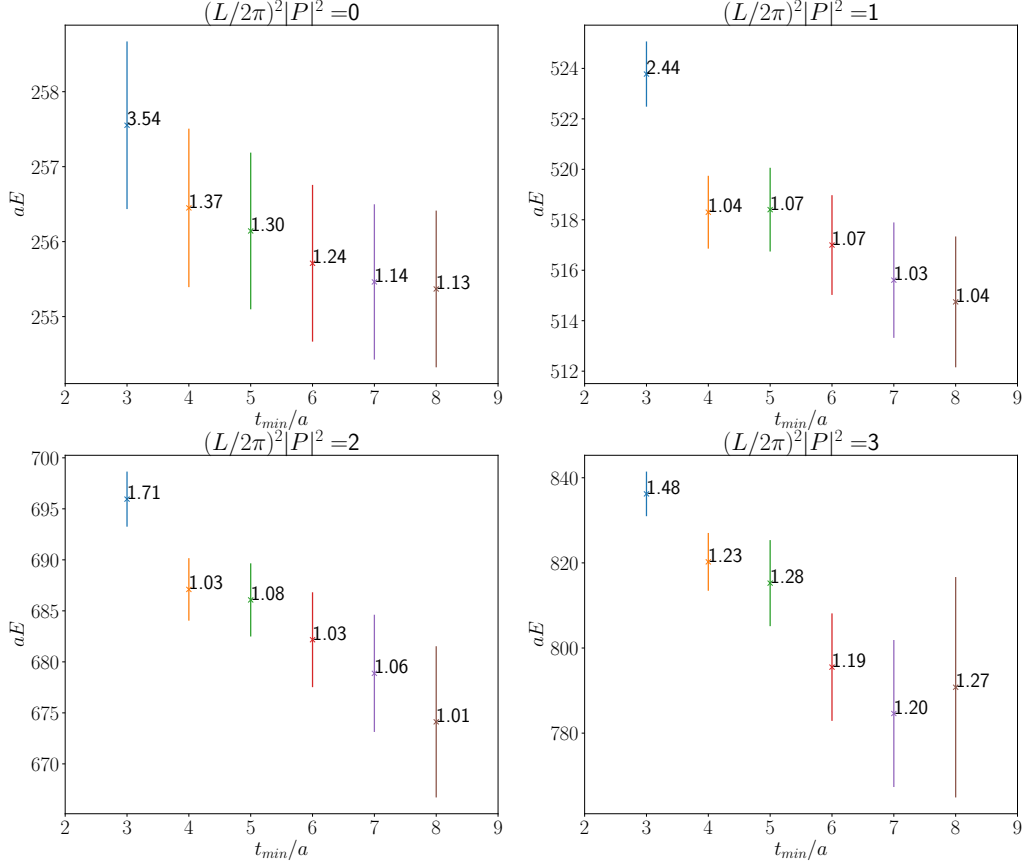 (L/2π)²|P|² =0
aE
258
257
256
255
3.54
1.37
1.30
1.24
1.14
1.13
2 3 4 5 6 7 8 9
t_min/a
(L/2π)²|P|² =1
aE
524
522
520
518
516
514
512
2.44
1.04
1.07
1.07
1.03
1.04
2 3 4 5 6 7 8 9
t_min/a
(L/2π)²|P|² =2
aE
700
695
690
685
680
675
670
1.71
1.03
1.08
1.03
1.06
1.01
2 3 4 5 6 7 8 9
t_min/a
(L/2π)²|P|² =3
aE
840
820
800
780
1.48
1.23
1.28
1.19
1.20
1.27
2 3 4 5 6 7 8 9
t_min/a